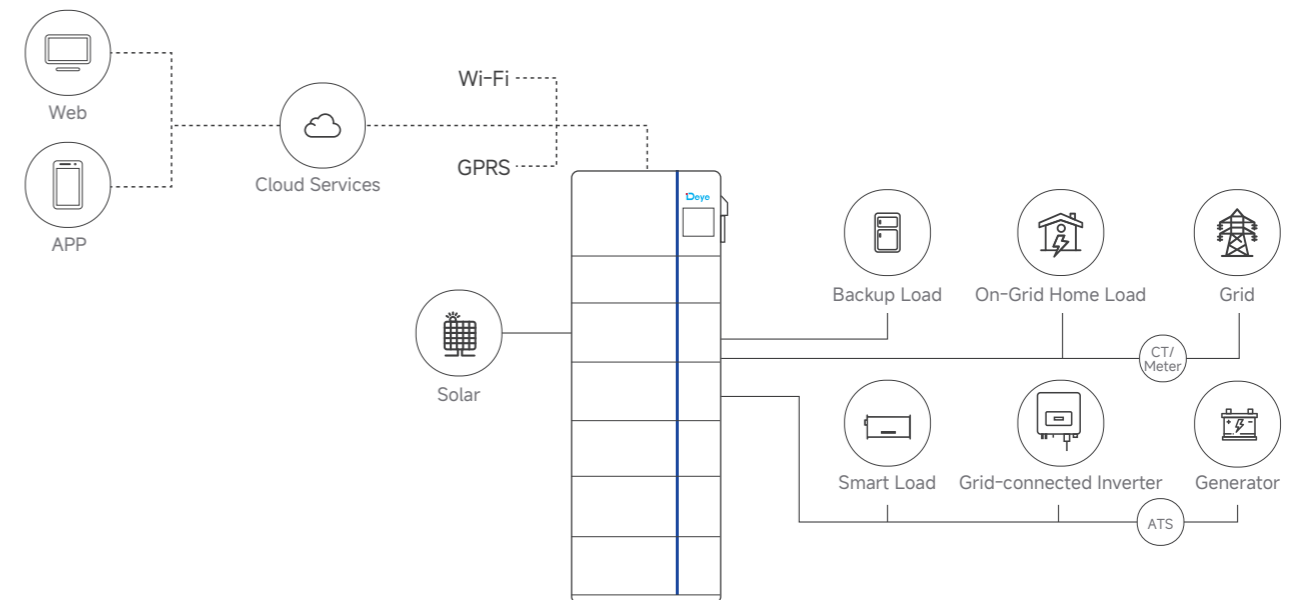 Web
APP
Cloud Services
Wi-Fi
GPRS
Deye
Solar
Backup Load
On-Grid Home Load
Grid
CT/
Meter
Smart Load
Grid-connected Inverter
Generator
ATS